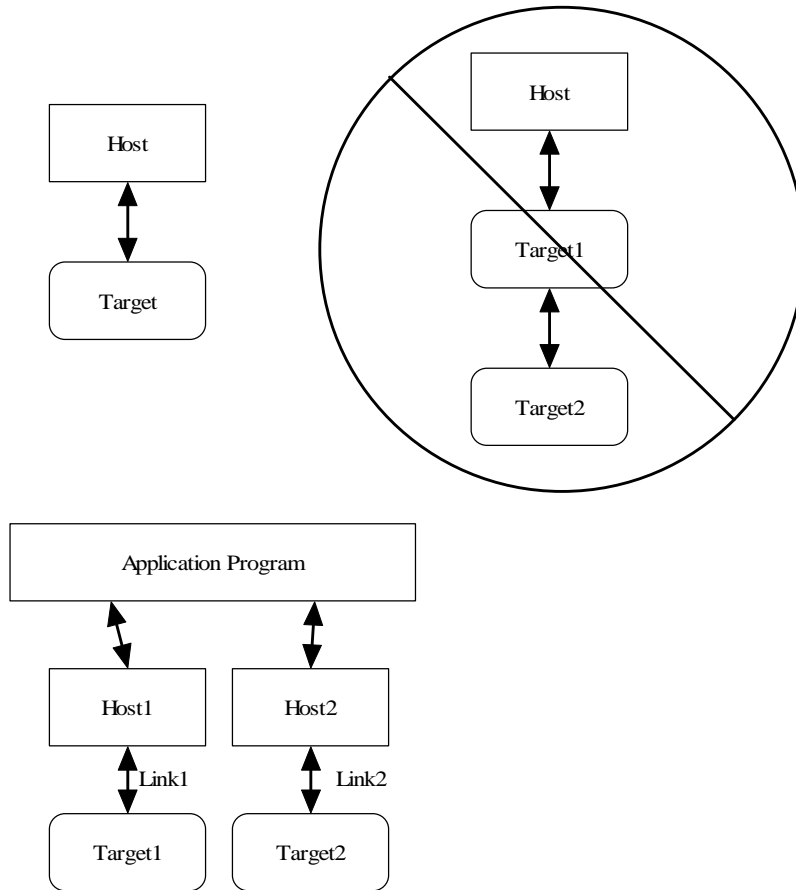 Host
Target
Host
Target1
Target2
Application Program
Host1
Host2
Link1
Link2
Target1
Target2